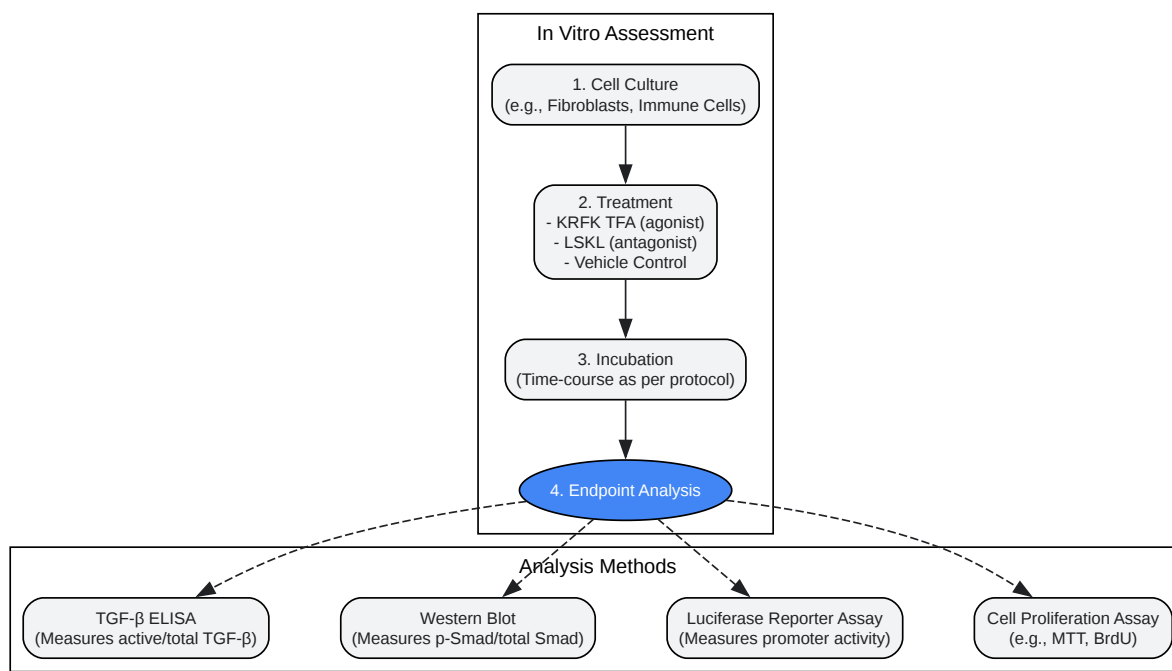 In Vitro Assessment
1. Cell Culture
(e.g., Fibroblasts, Immune Cells)
2. Treatment
- KRFK TFA (agonist)
- LSKL (antagonist)
- Vehicle Control
3. Incubation
(Time-course as per protocol)
4. Endpoint Analysis
Analysis Methods
TGF-β ELISA
(Measures active/total TGF-β)
Western Blot
(Measures p-Smad/total Smad)
Luciferase Reporter Assay
(Measures promoter activity)
Cell Proliferation Assay
(e.g., MTT, BrdU)